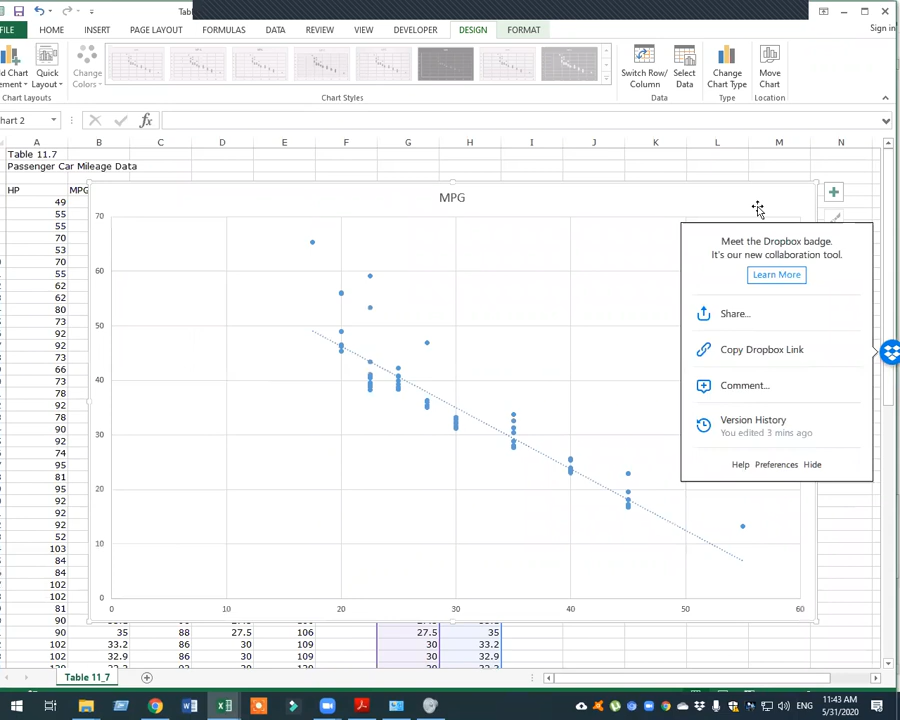 Tabl
Sign in
FILE HOME INSERT PAGE LAYOUT FORMULAS DATA REVIEW VIEW DEVELOPER DESIGN FORMAT
dd Chart Quick Change Switch Row/ Select Change Move
ement Layout Colors Column Data Chart Type Chart
Chart Layouts Chart Styles Data Type Location
hart 2 fx
A B C D E F G H I J K L M N
Table 11.7
Passenger Car Mileage Data
HP MPG
49
55
55
70
53
70
55
62
62
80
73
92
92
73
66
73
78
92
78
90
92
74
95
81
95
92
92
92
52
103
84
84
102
102
81
90
90 35 88 27.5 106 27.5 35
102 33.2 86 30 109 30 33.2
102 32.9 86 30 109 30 32.9
MPG
70
60
50
40
30
20
10
0
0 10 20 30 40 50 60
Meet the Dropbox badge.
It's our new collaboration tool.
Learn More
Share...
Copy Dropbox Link
Comment...
Version History
You edited 3 mins ago
Help Preferences Hide
Table 11_7
ENG
11:43 AM
5/31/2020